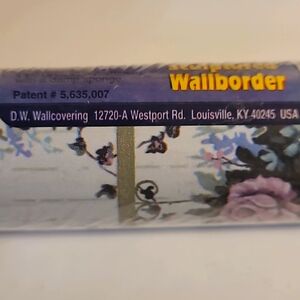 Wallborder
Patent # 5,635,007
D.W. Wallcovering 12720-A Westport Rd. Louisville, KY 40245 USA